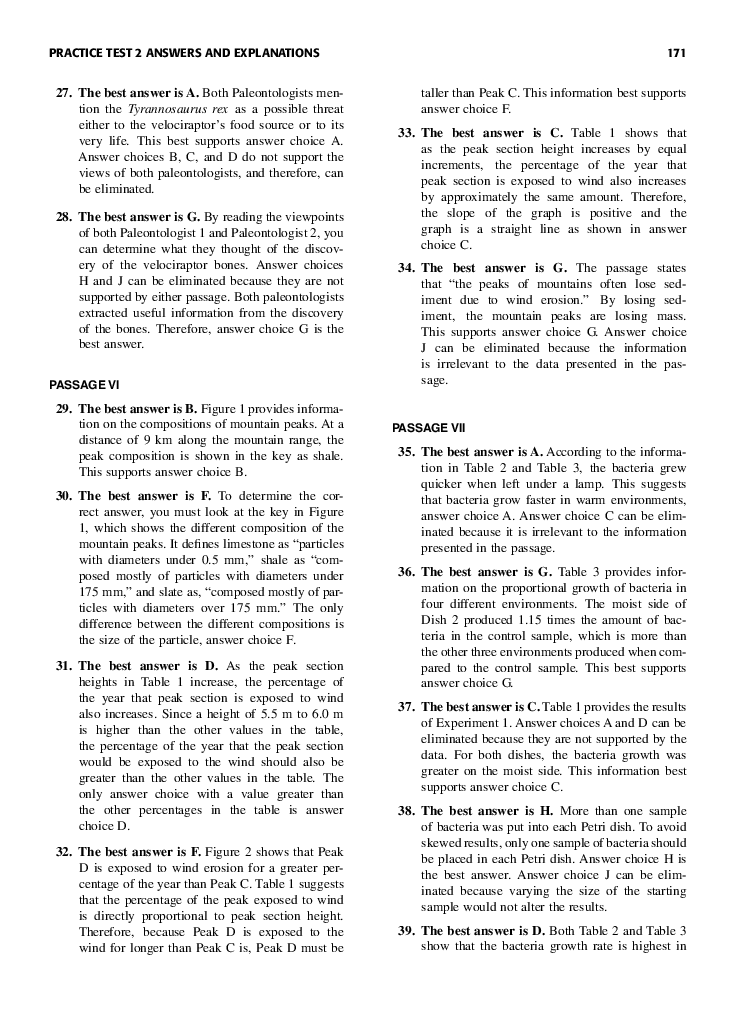 PRACTICE TEST 2 ANSWERS AND EXPLANATIONS 171
27. The best answer is A. Both Paleontologists men-
tion the Tyrannosaurus rex as a possible threat
either to the velociraptor's food source or to its
very life. This best supports answer choice A.
Answer choices B, C, and D do not support the
views of both paleontologists, and therefore, can
be eliminated.
28. The best answer is G. By reading the viewpoints
of both Paleontologist 1 and Paleontologist 2, you
can determine what they thought of the discov-
ery of the velociraptor bones. Answer choices
H and J can be eliminated because they are not
supported by either passage. Both paleontologists
extracted useful information from the discovery
of the bones. Therefore, answer choice G is the
best answer.
PASSAGE VI
29. The best answer is B. Figure 1 provides informa-
tion on the compositions of mountain peaks. At a
distance of 9 km along the mountain range, the
peak composition is shown in the key as shale.
This supports answer choice B.
30. The best answer is F. To determine the cor-
rect answer, you must look at the key in Figure
1, which shows the different composition of the
mountain peaks. It defines limestone as “particles
with diameters under 0.5 mm,” shale as “com-
posed mostly of particles with diameters under
175 mm,” and slate as, “composed mostly of par-
ticles with diameters over 175 mm.” The only
difference between the different compositions is
the size of the particle, answer choice F.
31. The best answer is D. As the peak section
heights in Table 1 increase, the percentage of
the year that peak section is exposed to wind
also increases. Since a height of 5.5 m to 6.0 m
is higher than the other values in the table,
the percentage of the year that the peak section
would be exposed to the wind should also be
greater than the other values in the table. The
only answer choice with a value greater than
the other percentages in the table is answer
choice D.
32. The best answer is F. Figure 2 shows that Peak
D is exposed to wind erosion for a greater per-
centage of the year than Peak C. Table 1 suggests
that the percentage of the peak exposed to wind
is directly proportional to peak section height.
Therefore, because Peak D is exposed to the
wind for longer than Peak C is, Peak D must be
taller than Peak C. This information best supports
answer choice F.
33. The best answer is C. Table 1 shows that
as the peak section height increases by equal
increments, the percentage of the year that
peak section is exposed to wind also increases
by approximately the same amount. Therefore,
the slope of the graph is positive and the
graph is a straight line as shown in answer
choice C.
34. The best answer is G. The passage states
that “the peaks of mountains often lose sed-
iment due to wind erosion.” By losing sed-
iment, the mountain peaks are losing mass.
This supports answer choice G. Answer choice
J can be eliminated because the information
is irrelevant to the data presented in the pas-
sage.
PASSAGE VII
35. The best answer is A. According to the informa-
tion in Table 2 and Table 3, the bacteria grew
quicker when left under a lamp. This suggests
that bacteria grow faster in warm environments,
answer choice A. Answer choice C can be elim-
inated because it is irrelevant to the information
presented in the passage.
36. The best answer is G. Table 3 provides infor-
mation on the proportional growth of bacteria in
four different environments. The moist side of
Dish 2 produced 1.15 times the amount of bac-
teria in the control sample, which is more than
the other three environments produced when com-
pared to the control sample. This best supports
answer choice G.
37. The best answer is C. Table 1 provides the results
of Experiment 1. Answer choices A and D can be
eliminated because they are not supported by the
data. For both dishes, the bacteria growth was
greater on the moist side. This information best
supports answer choice C.
38. The best answer is H. More than one sample
of bacteria was put into each Petri dish. To avoid
skewed results, only one sample of bacteria should
be placed in each Petri dish. Answer choice H is
the best answer. Answer choice J can be elim-
inated because varying the size of the starting
sample would not alter the results.
39. The best answer is D. Both Table 2 and Table 3
show that the bacteria growth rate is highest in